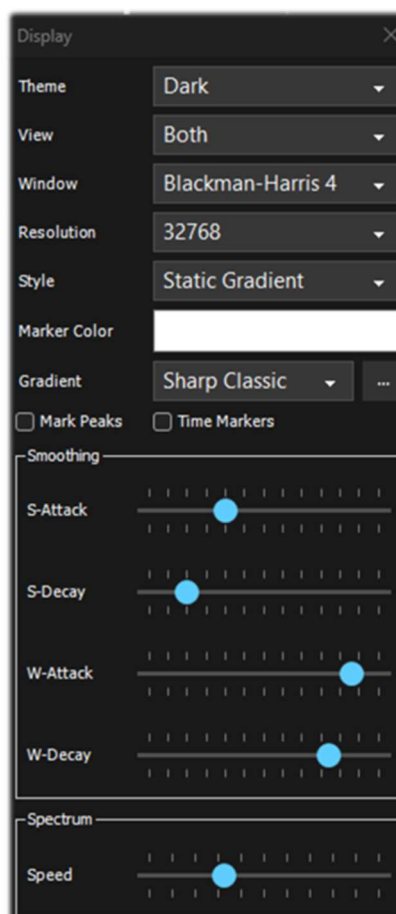 Display
Theme Dark
View Both
Window Blackman-Harris 4
Resolution 32768
Style Static Gradient
Marker Color
Gradient Sharp Classic ...
Mark Peaks Time Markers
Smoothing
S-Attack
S-Decay
W-Attack
W-Decay
Spectrum
Speed